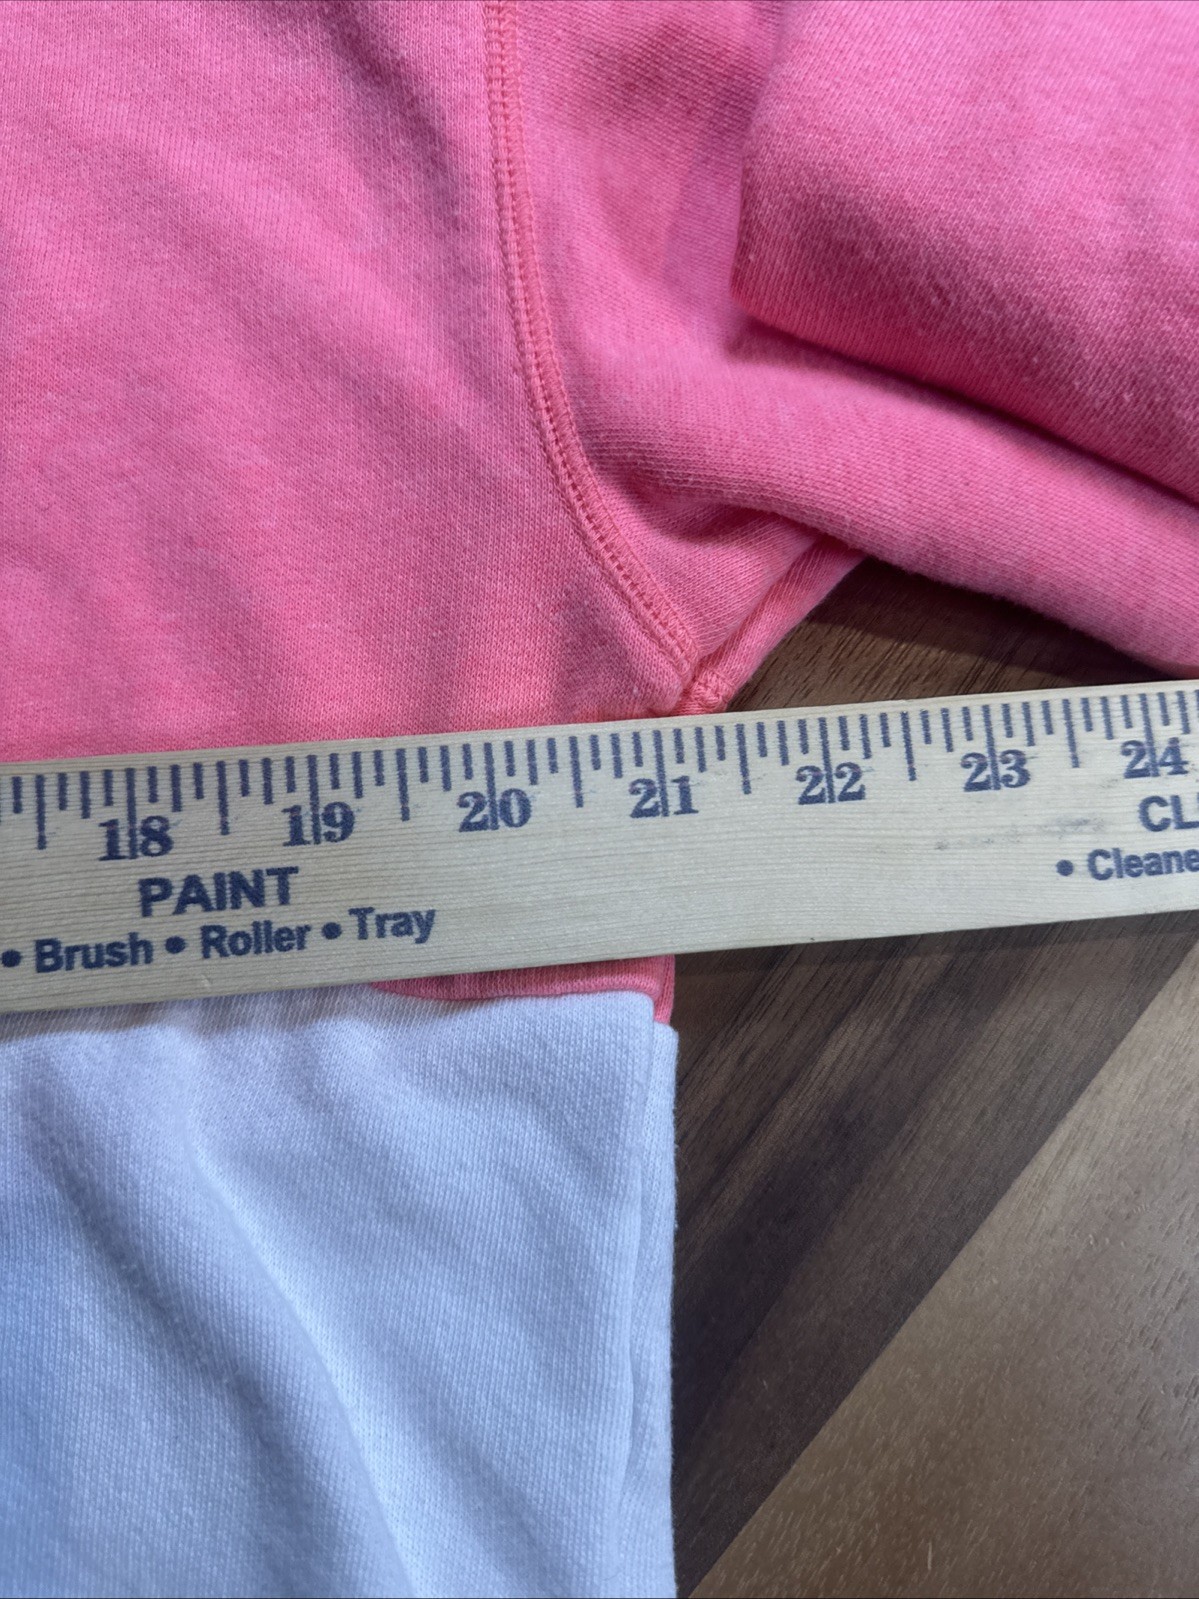 18 19 20 21 22 23 24
PAINT
• Brush • Roller • Tray
CL
• Cleane